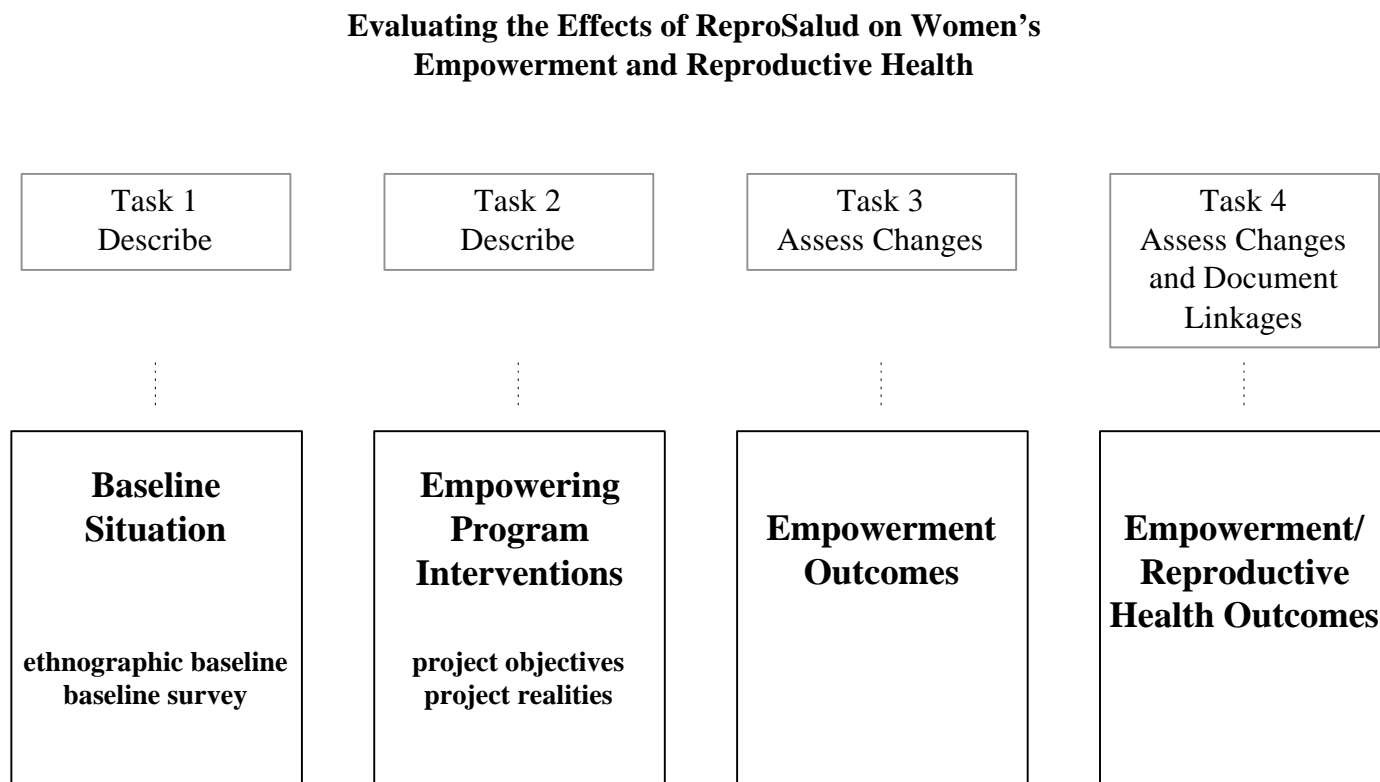 Evaluating the Effects of ReproSalud on Women's
Empowerment and Reproductive Health
Task 1
Describe
Task 2
Describe
Task 3
Assess Changes
Task 4
Assess Changes
and Document
Linkages
Baseline
Situation
ethnographic baseline
baseline survey
Empowering
Program
Interventions
project objectives
project realities
Empowerment
Outcomes
Empowerment/
Reproductive
Health Outcomes